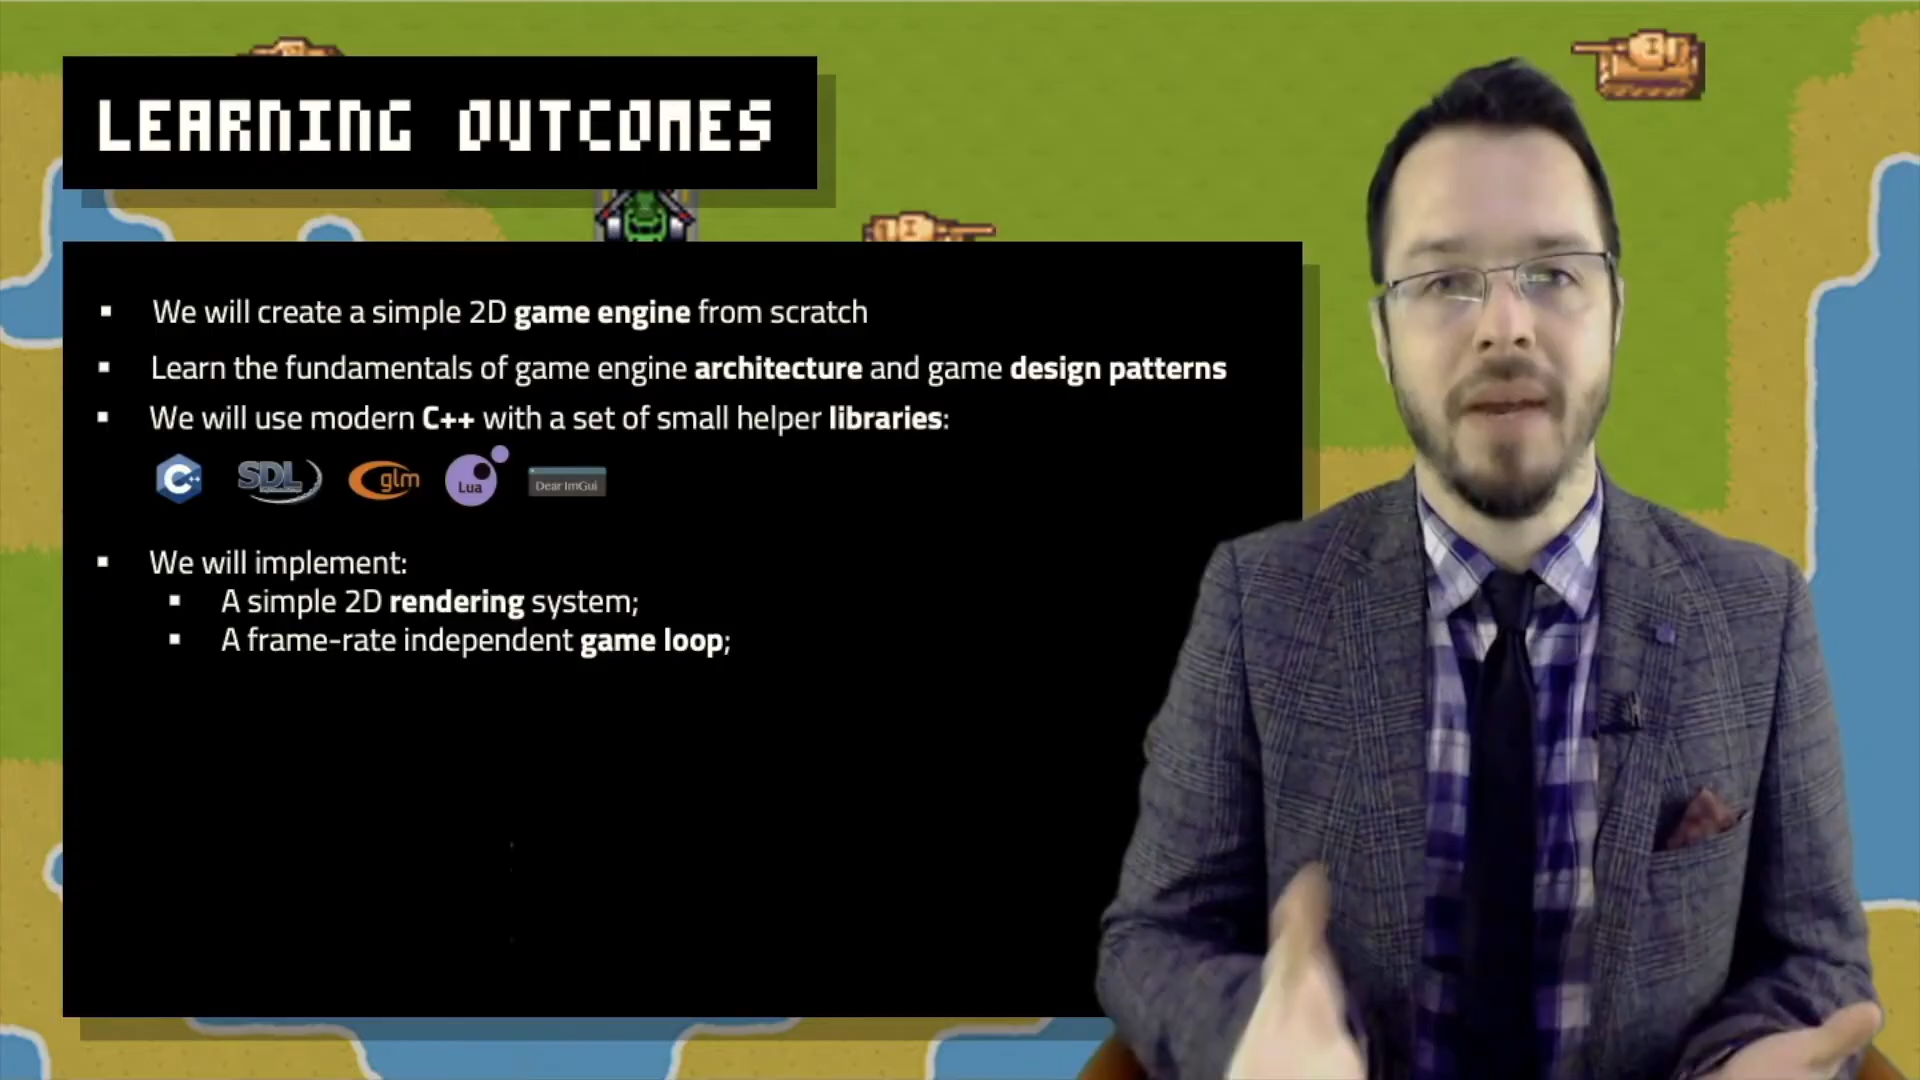 LEARNING OUTCOMES
We will create a simple 2D game engine from scratch
Learn the fundamentals of game engine architecture and game design patterns
We will use modern C++ with a set of small helper libraries:
C++ SDL glm Lua Dear ImGui
We will implement:
A simple 2D rendering system;
A frame-rate independent game loop;